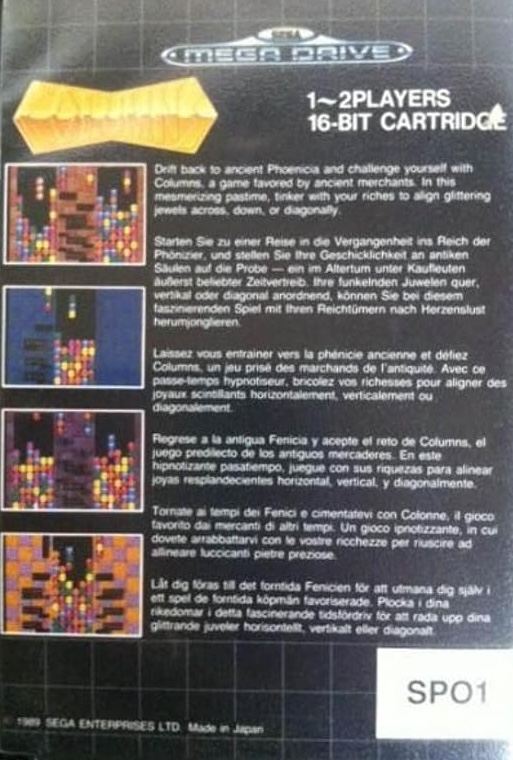 SEGA
MEGA DRIVE
COLUMNS
1~2PLAYERS
16-BIT CARTRIDGE
Drift back to ancient Phoenicia and challenge yourself with
Columns, a game favored by ancient merchants. In this
mesmerizing pastime, tinker with your riches to align glittering
jewels across, down, or diagonally.
Starten Sie zu einer Reise in die Vergangenheit ins Reich der
Phönizier, und stellen Sie Ihre Geschicklichkeit an antiken
Säulen auf die Probe — ein im Altertum unter Kaufleuten
äußerst beliebter Zeitvertreib. Ihre funkelnden Juwelen quer,
vertikal oder diagonal anordnend, können Sie bei diesem
faszinierenden Spiel mit Ihren Reichtümern nach Herzenslust
herumjonglieren.
Laissez vous entrainer vers la phénicie ancienne et défiez
Columns, un jeu prisé des marchands de l'antiquité. Avec ce
passe-temps hypnotiseur, bricolez vos richesses pour aligner des
joyaux scintillants horizontalement, verticalement ou
diagonalement.
Regrese a la antigua Fenicia y acepte el reto de Columns, el
juego predilecto de los antiguos mercaderes. En este
hipnotizante pasatiempo, juegue con sus riquezas para alinear
joyas resplandecientes horizontal, vertical, y diagonalmente.
Tornate ai tempi dei Fenici e cimentatevi con Colonne, il gioco
favorito dai mercanti di altri tempi. Un gioco ipnotizzante, in cui
dovete arrabbattarvi con le vostre ricchezze per riuscire ad
allineare luccicanti pietre preziose.
Låt dig föras till det forntida Fenicien för att utmana dig själv i
ett spel de forntida köpmän favoriserade. Plocka i dina
rikedomar i detta fascinerande tidsfördriv för att rada upp dina
glittrande juveler horisontellt, vertikalt eller diagonalt.
SPO1
© 1989 SEGA ENTERPRISES LTD. Made in Japan